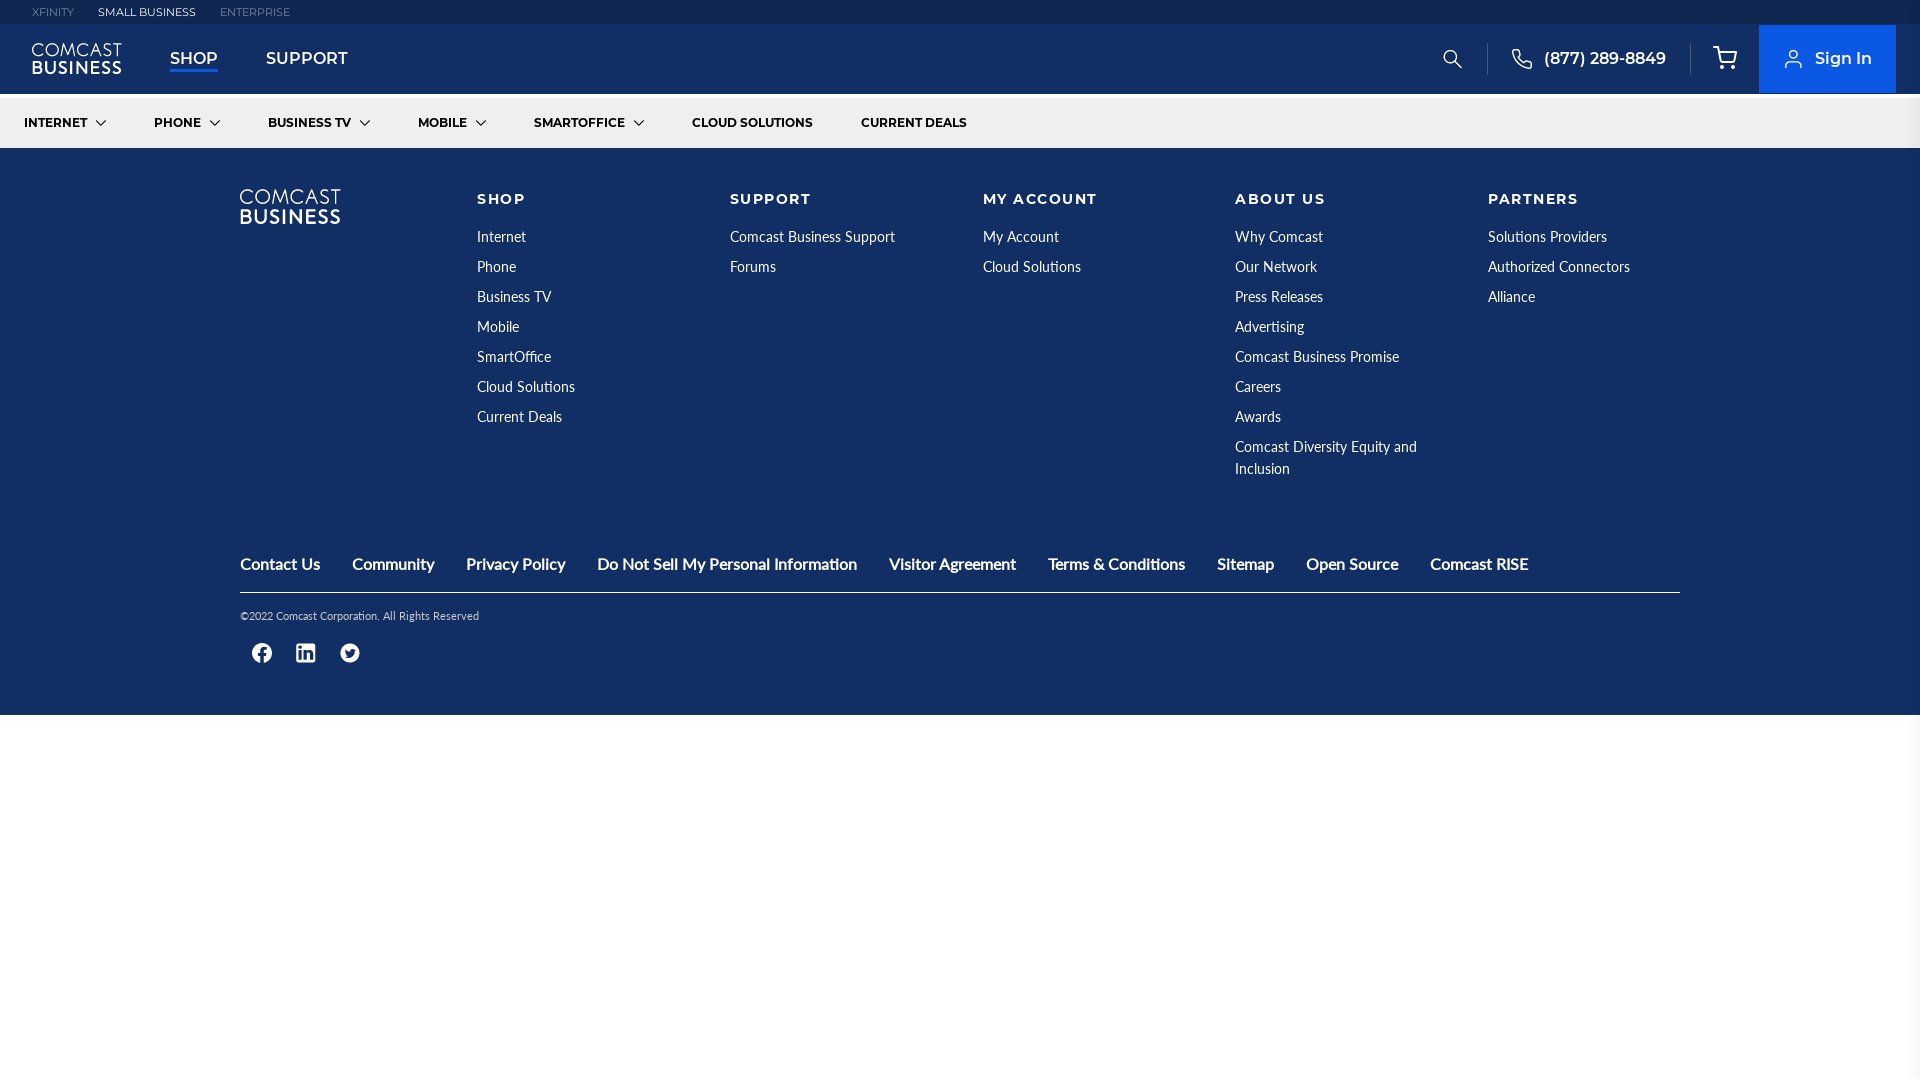 XFINITY SMALL BUSINESS ENTERPRISE
COMCAST
BUSINESS
SHOP SUPPORT (877) 289-8849 Sign In
INTERNET PHONE BUSINESS TV MOBILE SMARTOFFICE CLOUD SOLUTIONS CURRENT DEALS
COMCAST
BUSINESS
SHOP
Internet
Phone
Business TV
Mobile
SmartOffice
Cloud Solutions
Current Deals
SUPPORT
Comcast Business Support
Forums
MY ACCOUNT
My Account
Cloud Solutions
ABOUT US
Why Comcast
Our Network
Press Releases
Advertising
Comcast Business Promise
Careers
Awards
Comcast Diversity Equity and
Inclusion
PARTNERS
Solutions Providers
Authorized Connectors
Alliance
Contact Us Community Privacy Policy Do Not Sell My Personal Information Visitor Agreement Terms & Conditions Sitemap Open Source Comcast RISE
©2022 Comcast Corporation. All Rights Reserved